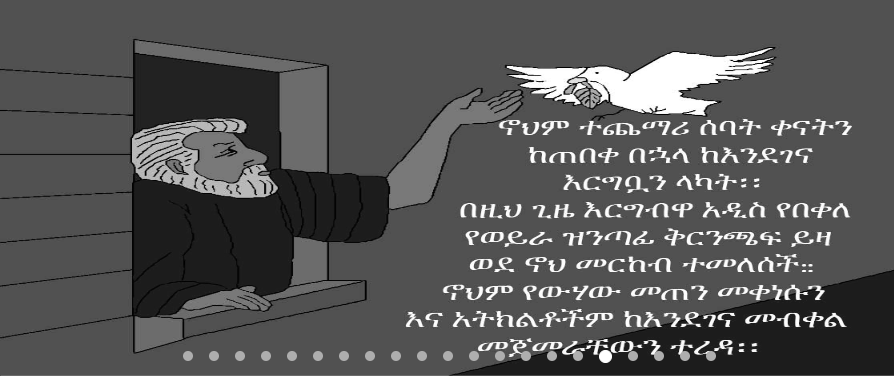 ኖህም ተጨማሪ ሰባት ቀናትን
ከጠበቀ በኋላ ከእንደገና
እርግቧን ላካት፡፡
በዚህ ጊዜ እርግብዋ አዲስ የበቀለ
የወይራ ዝንጣፊ ቅርንጫፍ ይዛ
ወደ ኖህ መርከብ ተመለሰች።
ኖህም የውሃው መጠን መቀነሱን
እና አትክልቶችም ከእንደገና መብቀል
መጀመራቸውን ተረዳ፡፡